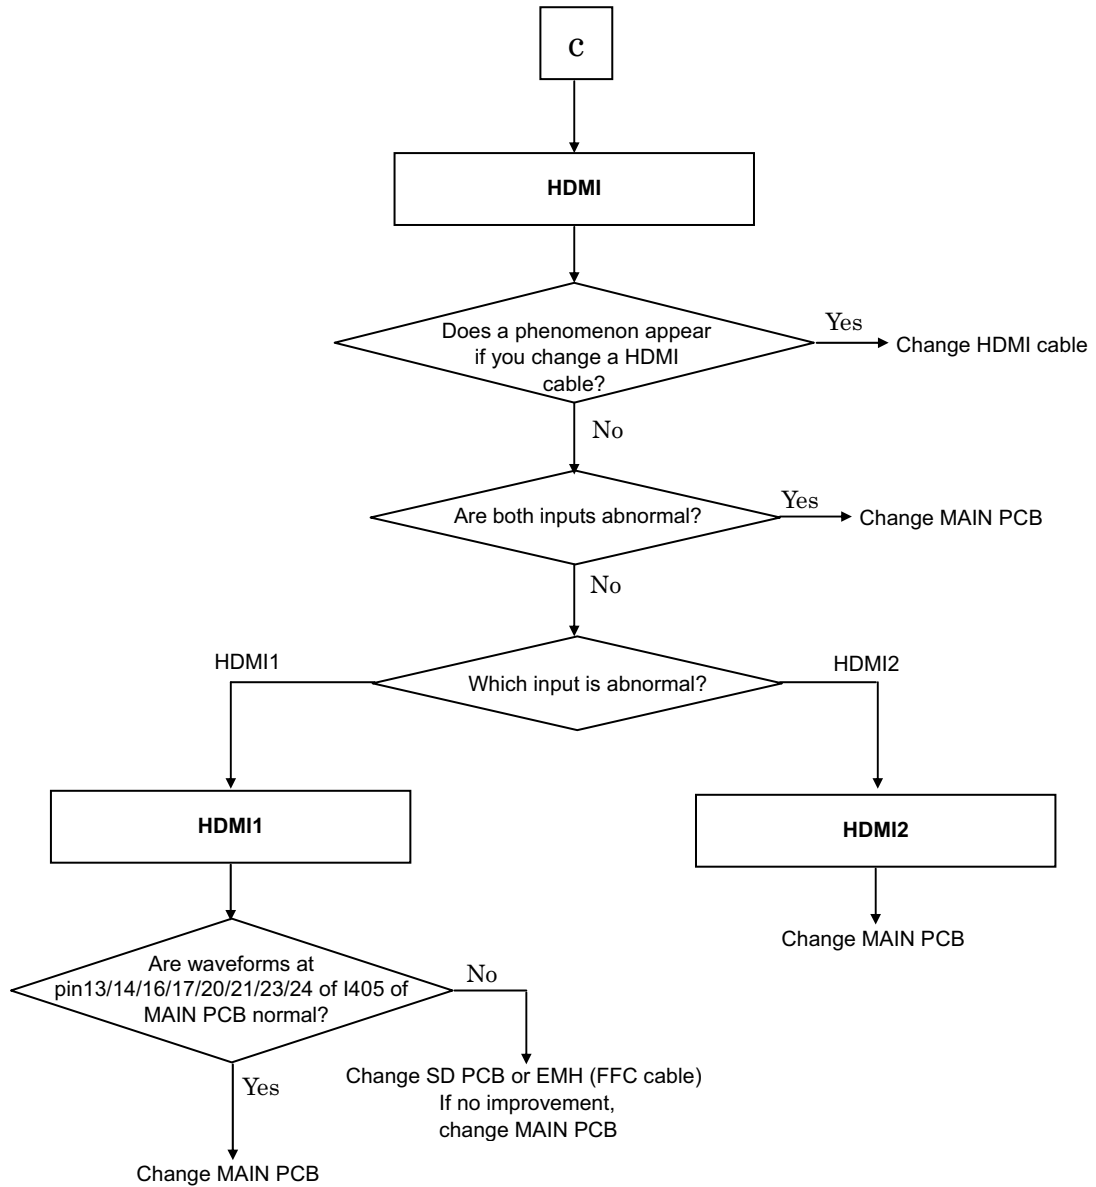 c
HDMI
Does a phenomenon appear
if you change a HDMI
cable?
Yes
Change HDMI cable
No
Are both inputs abnormal?
Yes
Change MAIN PCB
No
Which input is abnormal?
HDMI1
HDMI2
HDMI1
HDMI2
Change MAIN PCB
Are waveforms at
pin13/14/16/17/20/21/23/24 of I405 of
MAIN PCB normal?
No
Change SD PCB or EMH (FFC cable)
If no improvement,
change MAIN PCB
Yes
Change MAIN PCB